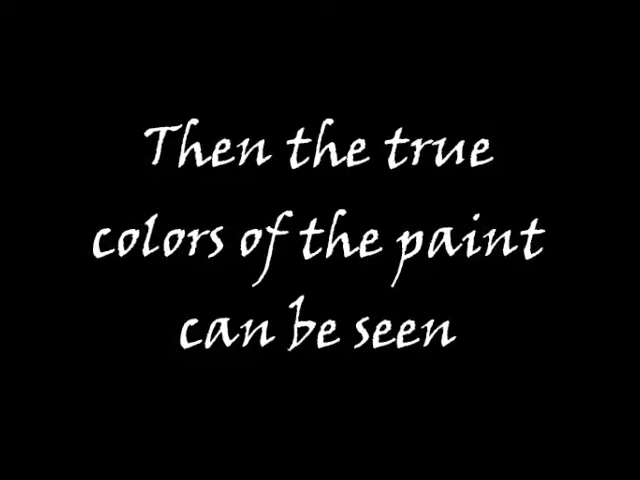 Then the true
colors of the paint
can be seen